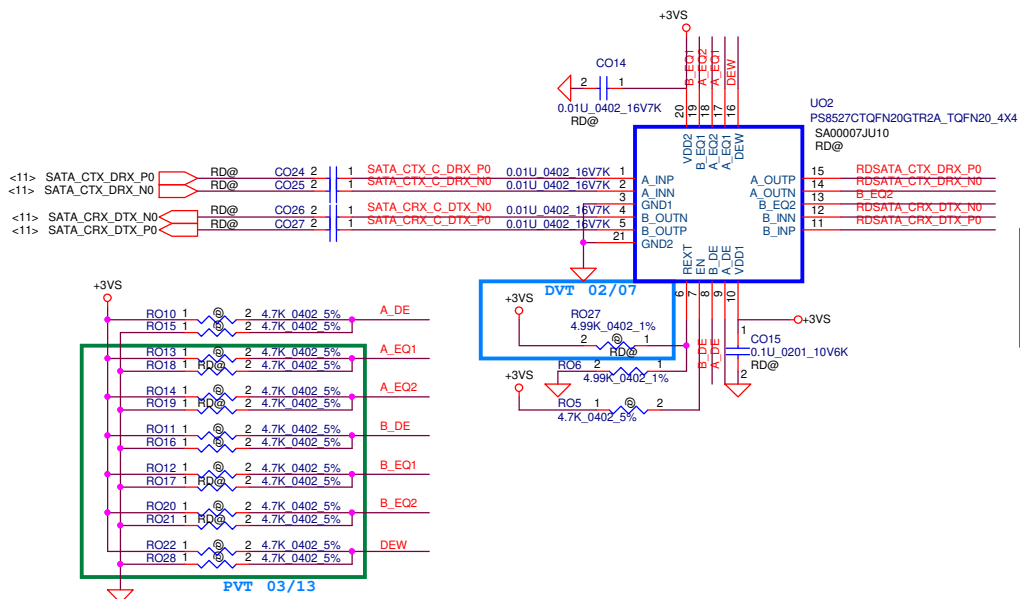 +3VS
CO14
2 1
0.01U_0402_16V7K
RD@
B_EQ1
A_EQ2
A_EQ1
DEW
20
19
18
17
16
UO2
PS8527CTQFN20GTR2A_TQFN20_4X4
SA00007JU10
RD@
VDD2
B_EQ1
A_EQ2
A_EQ1
DEW
<11> SATA_CTX_DRX_P0 RD@ CO24 2 1 SATA_CTX_C_DRX_P0 0.01U_0402_16V7K 1 A_INP A_OUTP 15 RDSATA_CTX_DRX_P0
<11> SATA_CTX_DRX_N0 RD@ CO25 2 1 SATA_CTX_C_DRX_N0 0.01U_0402_16V7K 2 A_INN A_OUTN 14 RDSATA_CTX_DRX_N0
3 GND1 B_EQ2 13 B_EQ2
<11> SATA_CRX_DTX_N0 RD@ CO26 2 1 SATA_CRX_C_DTX_N0 0.01U_0402_16V7K 4 B_OUTN B_INN 12 RDSATA_CRX_DTX_N0
<11> SATA_CRX_DTX_P0 RD@ CO27 2 1 SATA_CRX_C_DTX_P0 0.01U_0402_16V7K 5 B_OUTP B_INP 11 RDSATA_CRX_DTX_P0
21 GND2
REXT
EN
B_DE
A_DE
VDD1
6
7
8
9
10
DVT 02/07
+3VS
RO27
4.99K_0402_1%
2 1
RD@
RO6
2 1
4.99K_0402_1%
+3VS
RO5 1 @ 2
4.7K_0402_5%
B_DE
A_DE
+3VS
1
CO15
0.1U_0201_10V6K
RD@
2
+3VS
RO10 1 @ 2 4.7K_0402_5% A_DE
RO15 1 @ 2 4.7K_0402_5%
RO13 1 @ 2 4.7K_0402_5% A_EQ1
RO18 1 RD@ 2 4.7K_0402_5%
RO14 1 @ 2 4.7K_0402_5% A_EQ2
RO19 1 RD@ 2 4.7K_0402_5%
RO11 1 @ 2 4.7K_0402_5% B_DE
RO16 1 @ 2 4.7K_0402_5%
RO12 1 @ 2 4.7K_0402_5% B_EQ1
RO17 1 RD@ 2 4.7K_0402_5%
RO20 1 @ 2 4.7K_0402_5% B_EQ2
RO21 1 RD@ 2 4.7K_0402_5%
RO22 1 @ 2 4.7K_0402_5% DEW
RO28 1 @ 2 4.7K_0402_5%
PVT 03/13